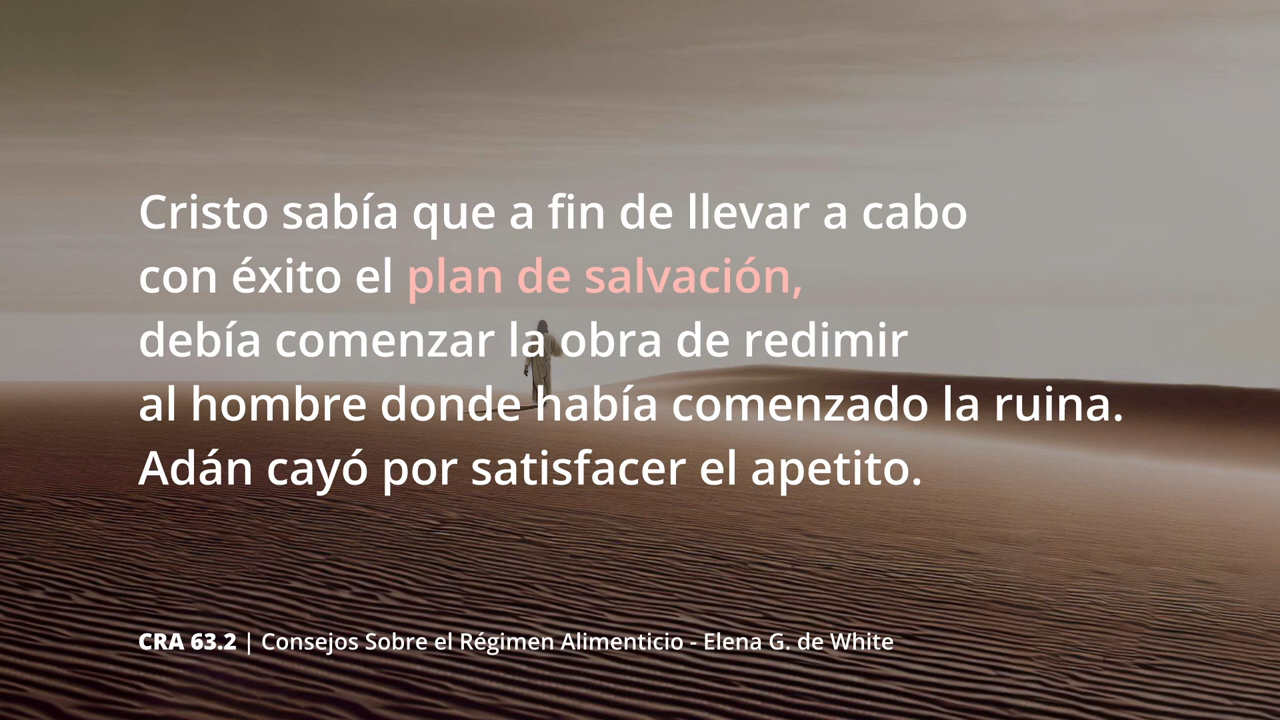 Cristo sabía que a fin de llevar a cabo
con éxito el plan de salvación,
debía comenzar la obra de redimir
al hombre donde había comenzado la ruina.
Adán cayó por satisfacer el apetito.
CRA 63.2 | Consejos Sobre el Régimen Alimenticio - Elena G. de White